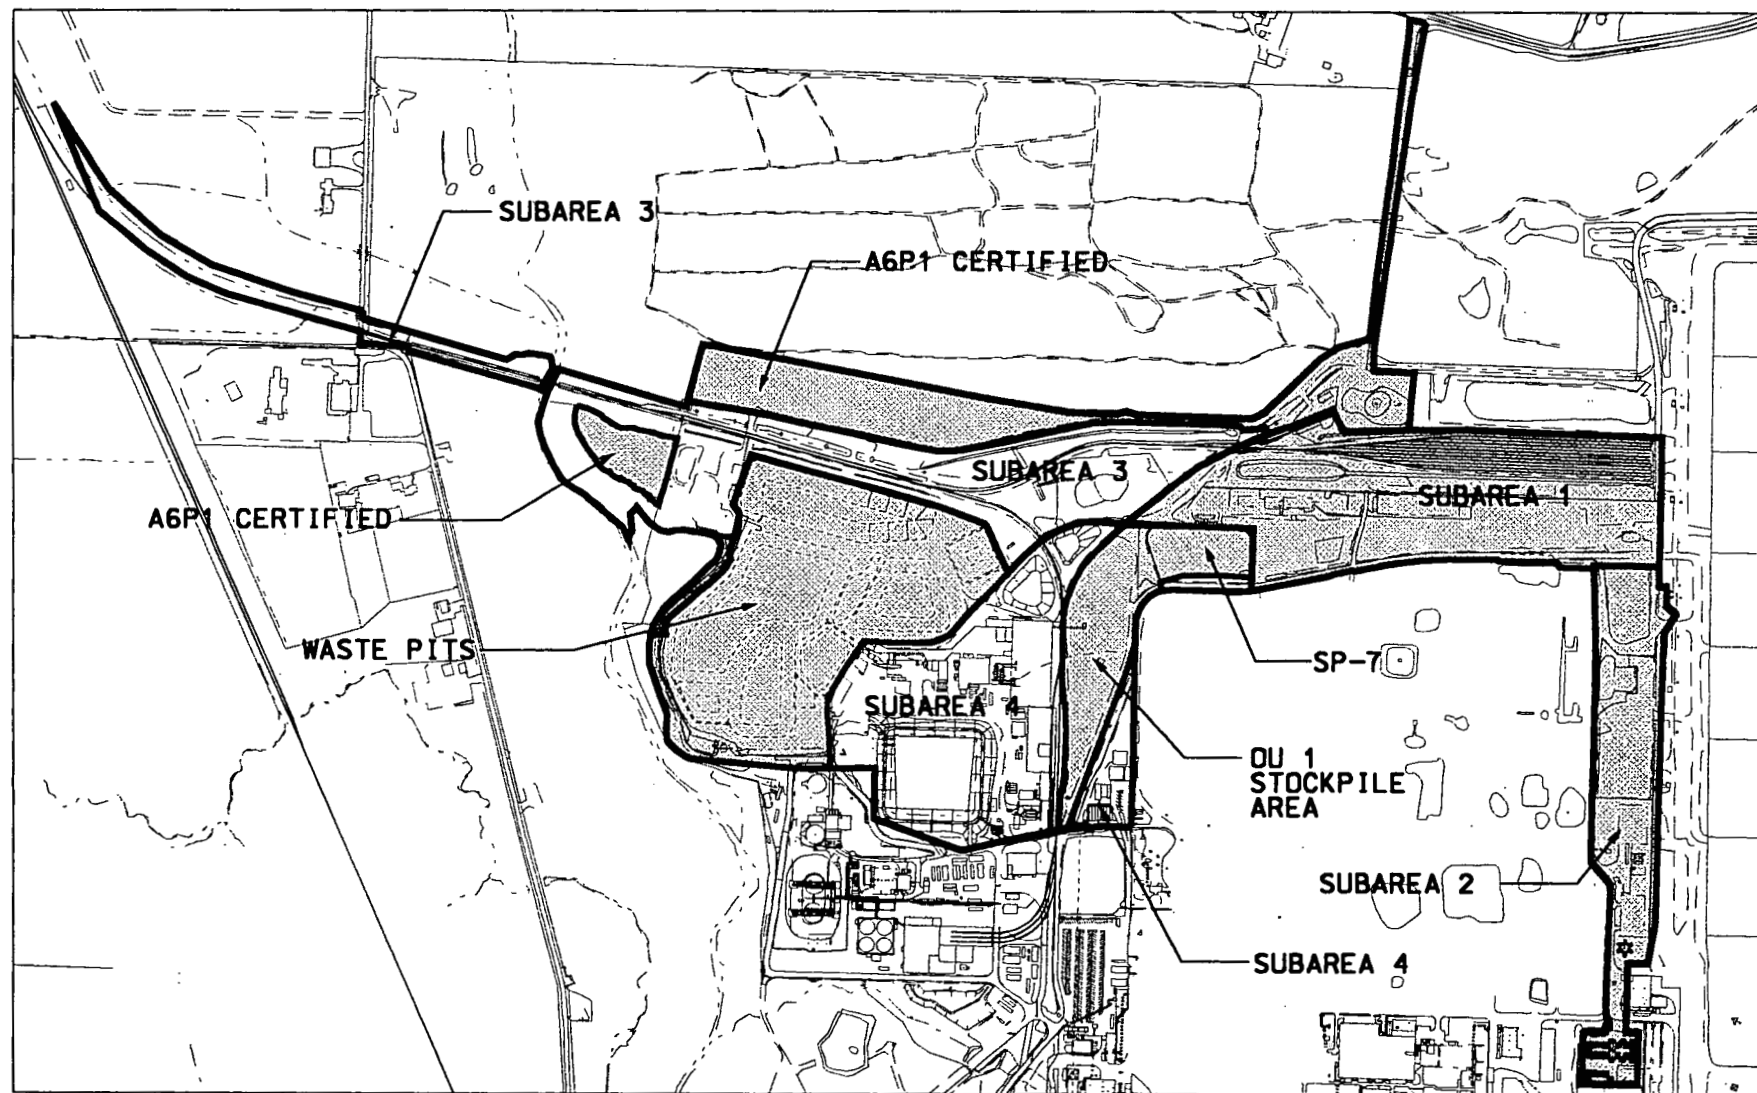 SUBAREA 3
A6P1 CERTIFIED
SUBAREA 3
SUBAREA 1
A6P1 CERTIFIED
WASTE PITS
SP-7
SUBAREA 4
OU 1
STOCKPILE
AREA
SUBAREA 2
SUBAREA 4